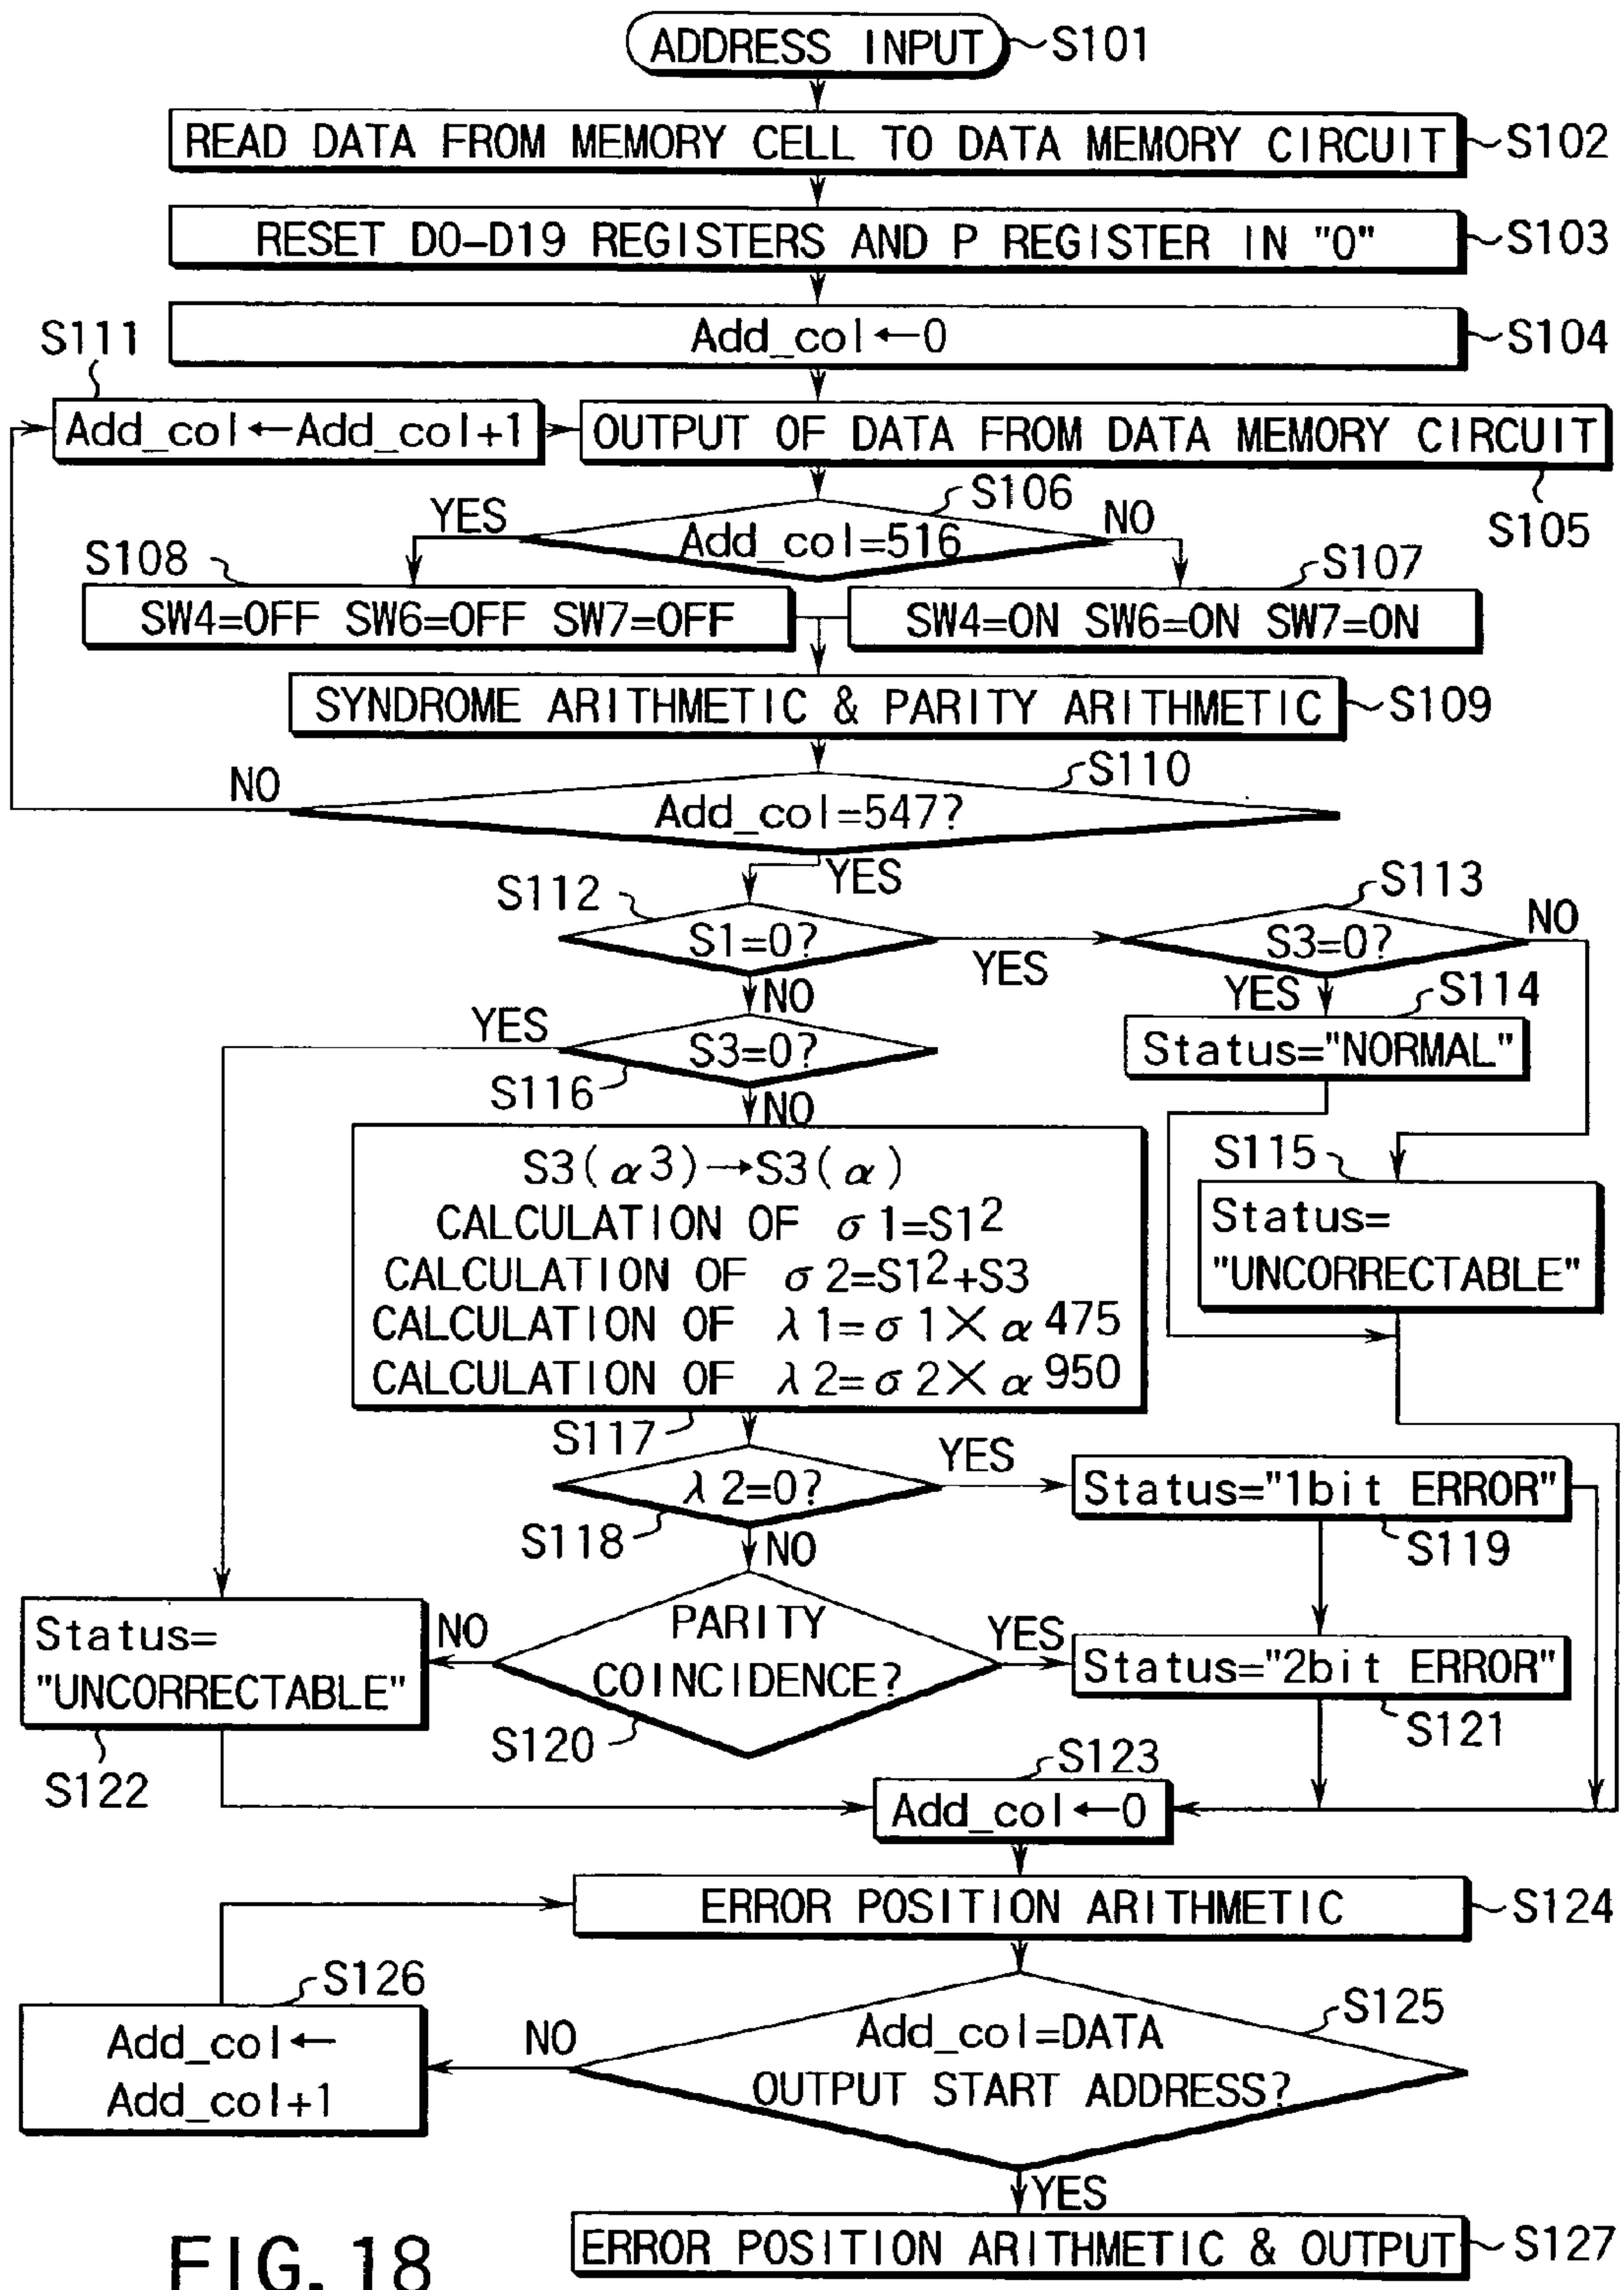 ADDRESS INPUT S101
READ DATA FROM MEMORY CELL TO DATA MEMORY CIRCUIT S102
RESET D0-D19 REGISTERS AND P REGISTER IN "0" S103
Add_col←0 S104
S111
Add_col←Add_col+1
OUTPUT OF DATA FROM DATA MEMORY CIRCUIT
S105
S106
YES
Add_col=516
NO
S108
SW4=OFF SW6=OFF SW7=OFF
S107
SW4=ON SW6=ON SW7=ON
SYNDROME ARITHMETIC & PARITY ARITHMETIC S109
S110
NO
Add_col=547?
YES
S112
S1=0?
YES
NO
S113
S3=0?
NO
YES
S114
Status="NORMAL"
S115
Status=
"UNCORRECTABLE"
YES
S3=0?
S116
NO
S3(α3)→S3(α)
CALCULATION OF σ1=S1²
CALCULATION OF σ2=S1²+S3
CALCULATION OF λ1=σ1×α475
CALCULATION OF λ2=σ2×α950
S117
λ2=0?
YES
S118
NO
Status="1bit ERROR"
S119
PARITY
COINCIDENCE?
NO
YES
S120
Status="2bit ERROR"
S121
Status=
"UNCORRECTABLE"
S122
S123
Add_col←0
ERROR POSITION ARITHMETIC S124
S126
Add_col←
Add_col+1
S125
NO
Add_col=DATA
OUTPUT START ADDRESS?
YES
ERROR POSITION ARITHMETIC & OUTPUT S127
FIG. 18